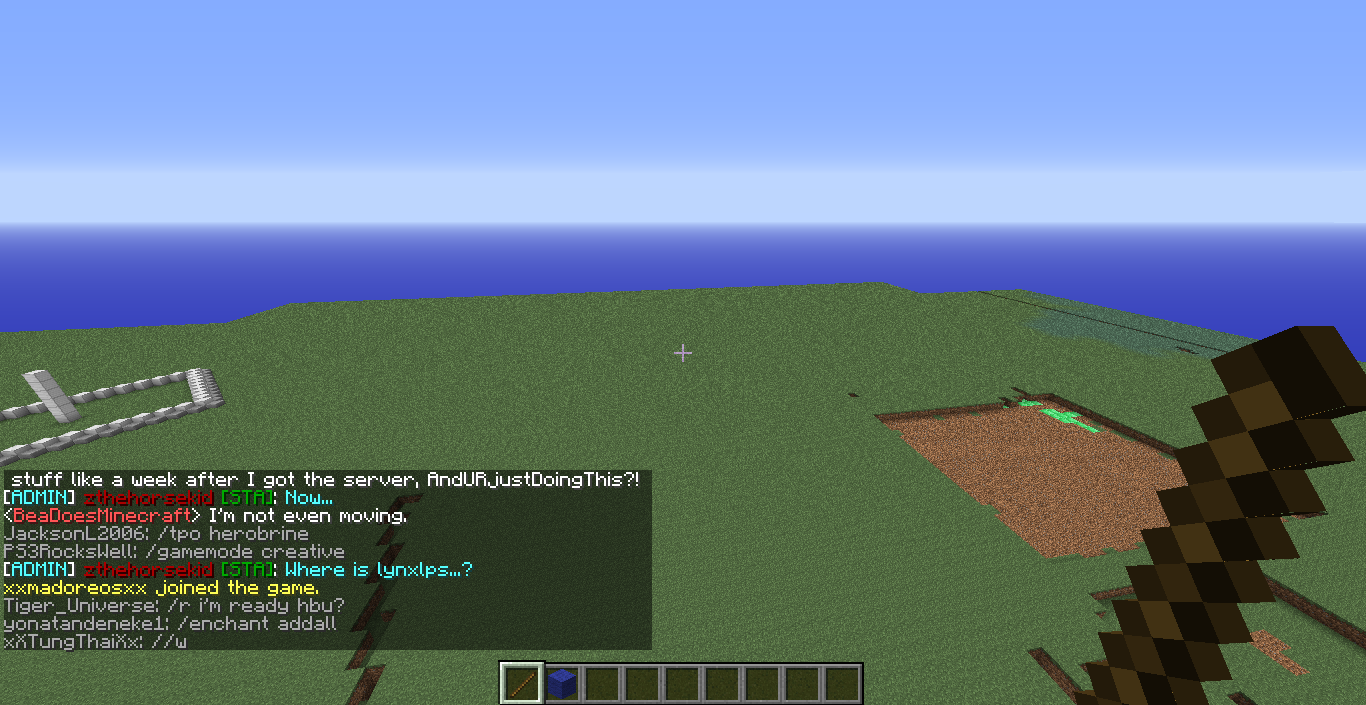 stuff like a week after I got the server, AndURjustDoingThis?!
[ADMIN] zthehorsekid [STA]: Now...
<BeaDoesMinecraft> I'm not even moving.
JacksonL2006: /tpo herobrine
PS3RocksWell: /gamemode creative
[ADMIN] zthehorsekid [STA]: Where is lynxlps...?
xxmadoreosxx joined the game.
Tiger_Universe: /r i'm ready hbu?
yonatandeneke1: /enchant addall
xXTungThaiXx: //w